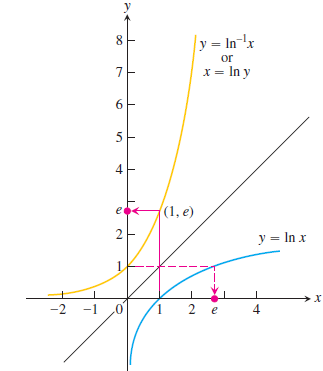 y
8
y = ln⁻¹x
or
7
x = ln y
6
5
4
e
(1, e)
2
y = ln x
1
x
−2 −1 0 1 2 e 4